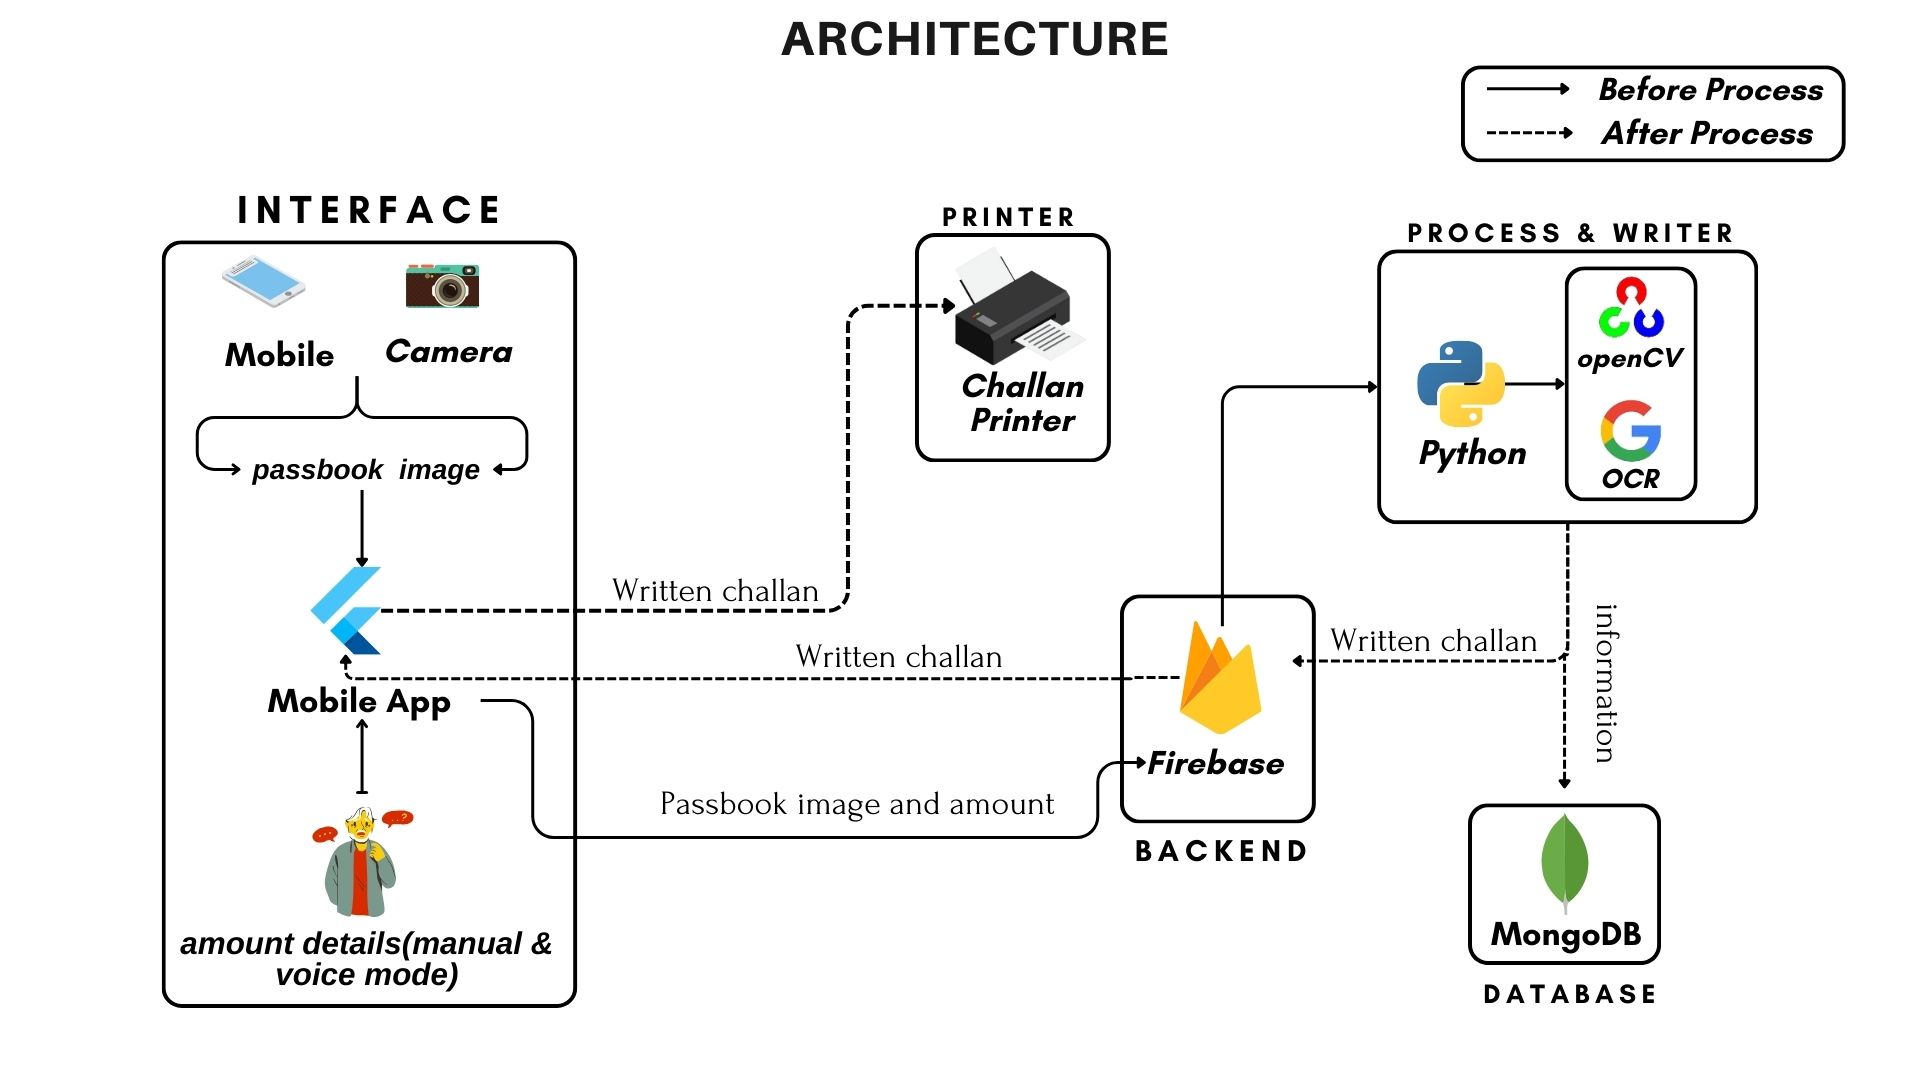 ARCHITECTURE
Before Process
After Process
INTERFACE
Mobile
Camera
passbook image
Mobile App
amount details(manual &
voice mode)
PRINTER
Challan
Printer
Written challan
Written challan
Passbook image and amount
Firebase
BACKEND
PROCESS & WRITER
Python
openCV
OCR
Written challan
information
MongoDB
DATABASE